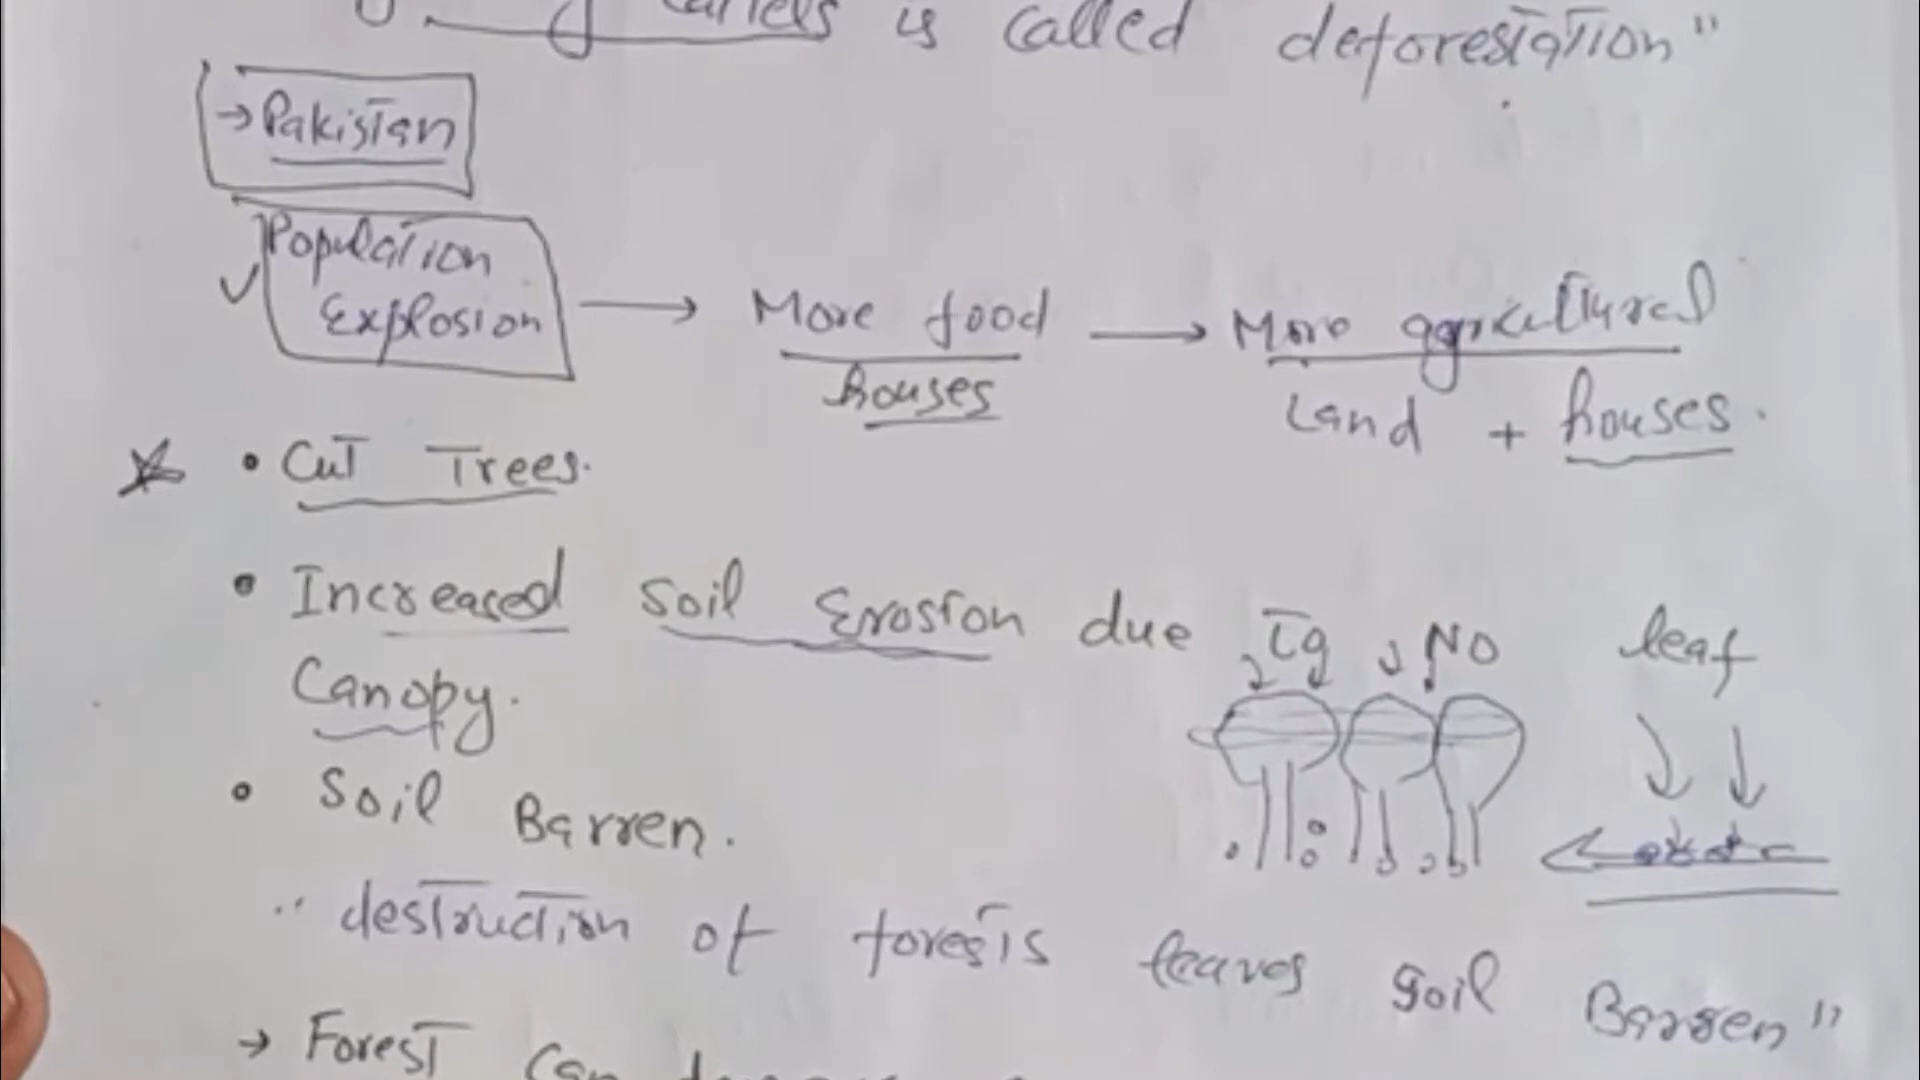 is called deforestation"
→ Pakistan
Population
Explosion → More food → More agricultural
houses Land + houses.
• Cut Trees.
• Increased Soil Erosion due To NO leaf
Canopy.
• Soil Barren.
" destruction of forests leaves soil Barren"
→ Forest Can